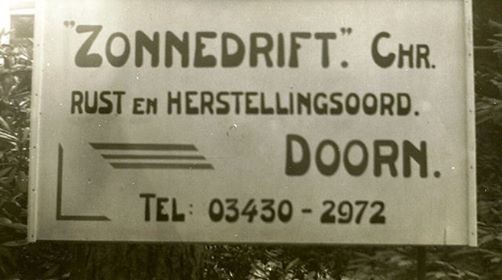 "ZONNEDRIFT." CHR.
RUST EN HERSTELLINGSOORD.
DOORN.
TEL: 03430 - 2972